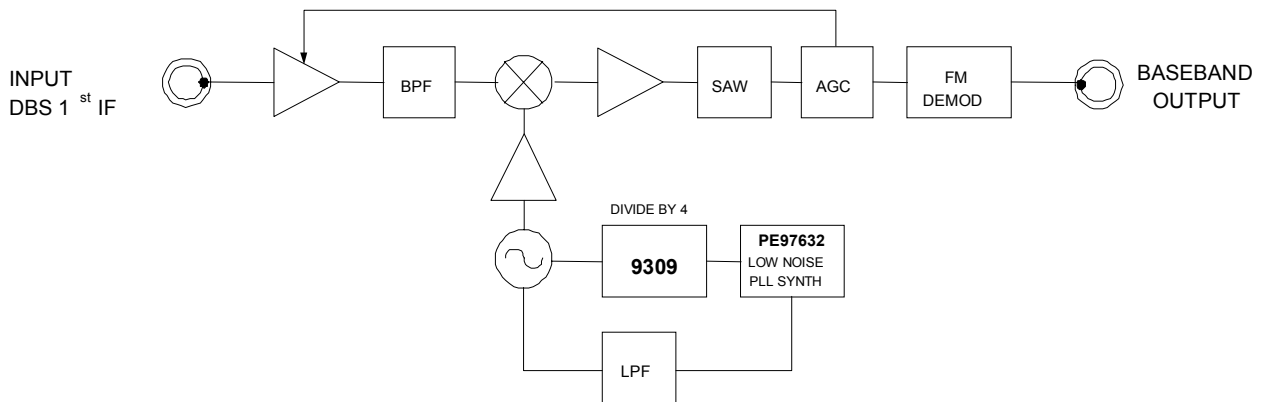 INPUT
DBS 1 st IF
BPF
SAW
AGC
FM
DEMOD
BASEBAND
OUTPUT
DIVIDE BY 4
9309
PE97632
LOW NOISE
PLL SYNTH
LPF